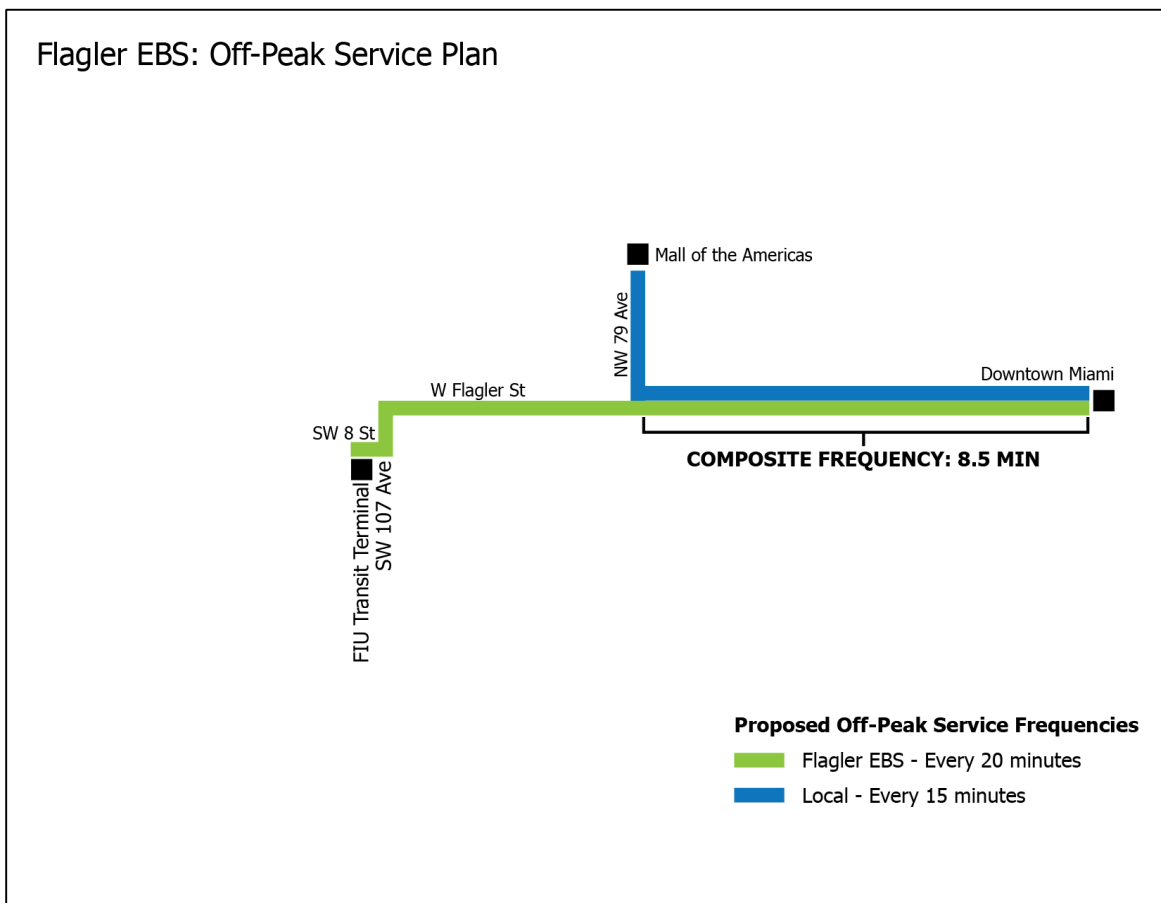 Flagler EBS: Off-Peak Service Plan
Mall of the Americas
NW 79 Ave
Downtown Miami
W Flagler St
SW 8 St
COMPOSITE FREQUENCY: 8.5 MIN
SW 107 Ave
FIU Transit Terminal
Proposed Off-Peak Service Frequencies
Flagler EBS - Every 20 minutes
Local - Every 15 minutes